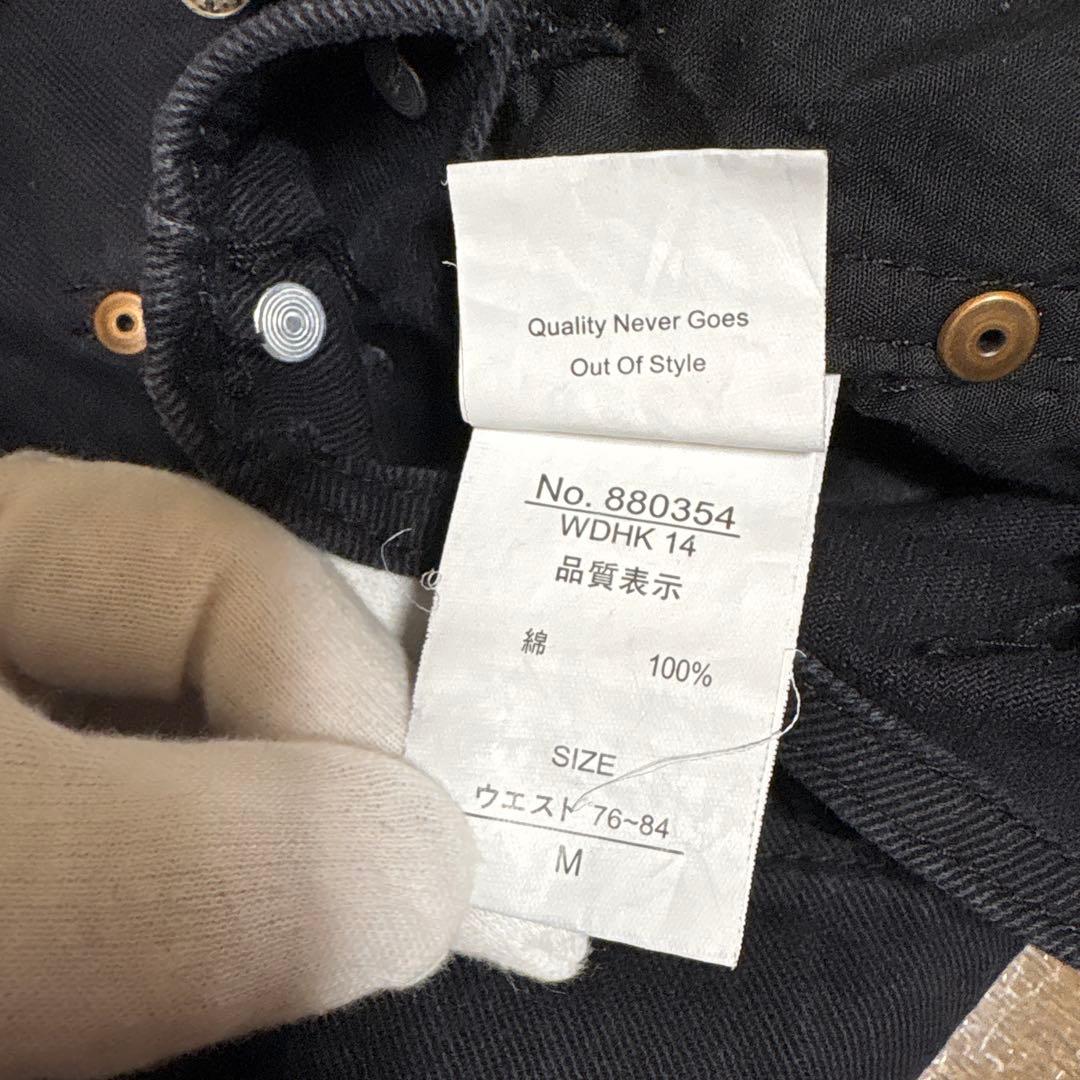 Quality Never Goes
Out Of Style
No. 880354
WDHK 14
品質表示
綿 100%
SIZE
ウエスト 76~84
M